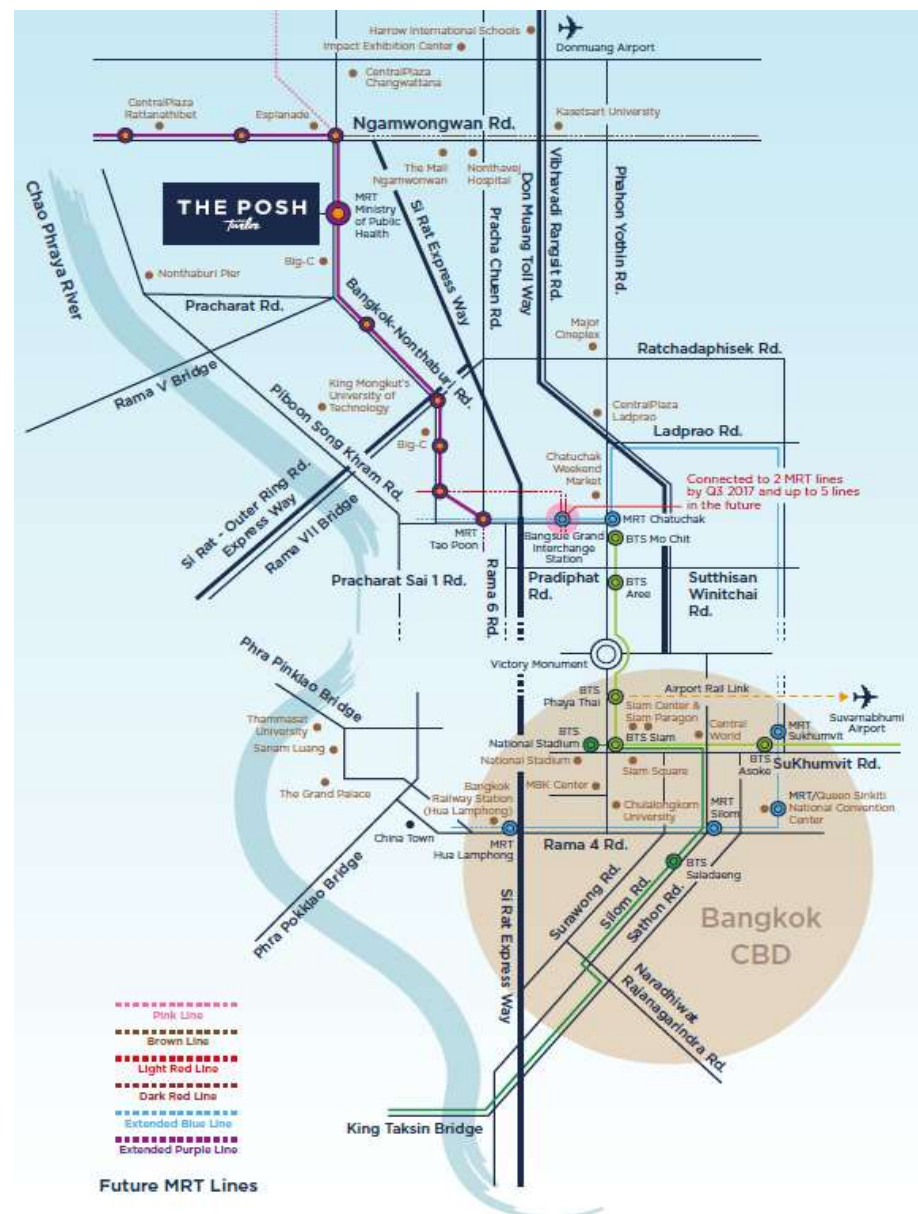 Harrow International Schools
Impact Exhibition Center
Donmuang Airport
CentralPlaza
Changwattana
CentralPlaza
Rattanathibet
Esplanade
Ngamwongwan Rd.
Kasetsart University
The Mall
Ngamwonwan
Nonthavej
Hospital
Chao Phraya River
THE POSH
twelve
MRT
Ministry
of Public
Health
Si Rat Express Way
Pracha Chuen Rd.
Don Muang Toll Way
Vibhavadi Rangsit Rd.
Phahon Yothin Rd.
Nonthaburi Pier
Big-C
Pracharat Rd.
Bangkok-Nonthaburi Rd.
Major
Cineplex
Ratchadaphisek Rd.
Rama V Bridge
King Mongkut's
University of
Technology
Piboon Song Khram Rd.
Big-C
CentralPlaza
Ladprao
Ladprao Rd.
Chatuchak
Weekend
Market
Connected to 2 MRT lines
by Q3 2017 and up to 5 lines
in the future
Si Rat - Outer Ring Rd.
Express Way
Rama VII Bridge
MRT
Tao Poon
Bangsue Grand
Interchange
Station
MRT Chatuchak
BTS Mo Chit
Pracharat Sai 1 Rd.
Rama 6 Rd.
Pradiphat
Rd.
BTS
Aree
Sutthisan
Winitchai
Rd.
Phra Pinklao Bridge
Victory Monument
BTS
Phaya Thai
Airport Rail Link
Suvarnabhumi
Airport
Thammasat
University
Sanam Luang
Siam Center &
Siam Paragon
Central
World
MRT
Sukhumvit
BTS
National Stadium
BTS Siam
BTS
Asoke
SuKhumvit Rd.
National Stadium
Siam Square
The Grand Palace
Bangkok
Railway Station
(Hua Lamphong)
MBK Center
Chulalongkorn
University
MRT
Silom
MRT/Queen Sirikiti
National Convention
Center
China Town
MRT
Hua Lamphong
Rama 4 Rd.
BTS
Saladaeng
Phra Pokklao Bridge
Si Rat Express Way
Surawong Rd.
Silom Rd.
Sathon Rd.
Bangkok
CBD
Naradhiwat
Rajanagarindra Rd.
Pink Line
Brown Line
Light Red Line
Dark Red Line
Extended Blue Line
Extended Purple Line
King Taksin Bridge
Future MRT Lines